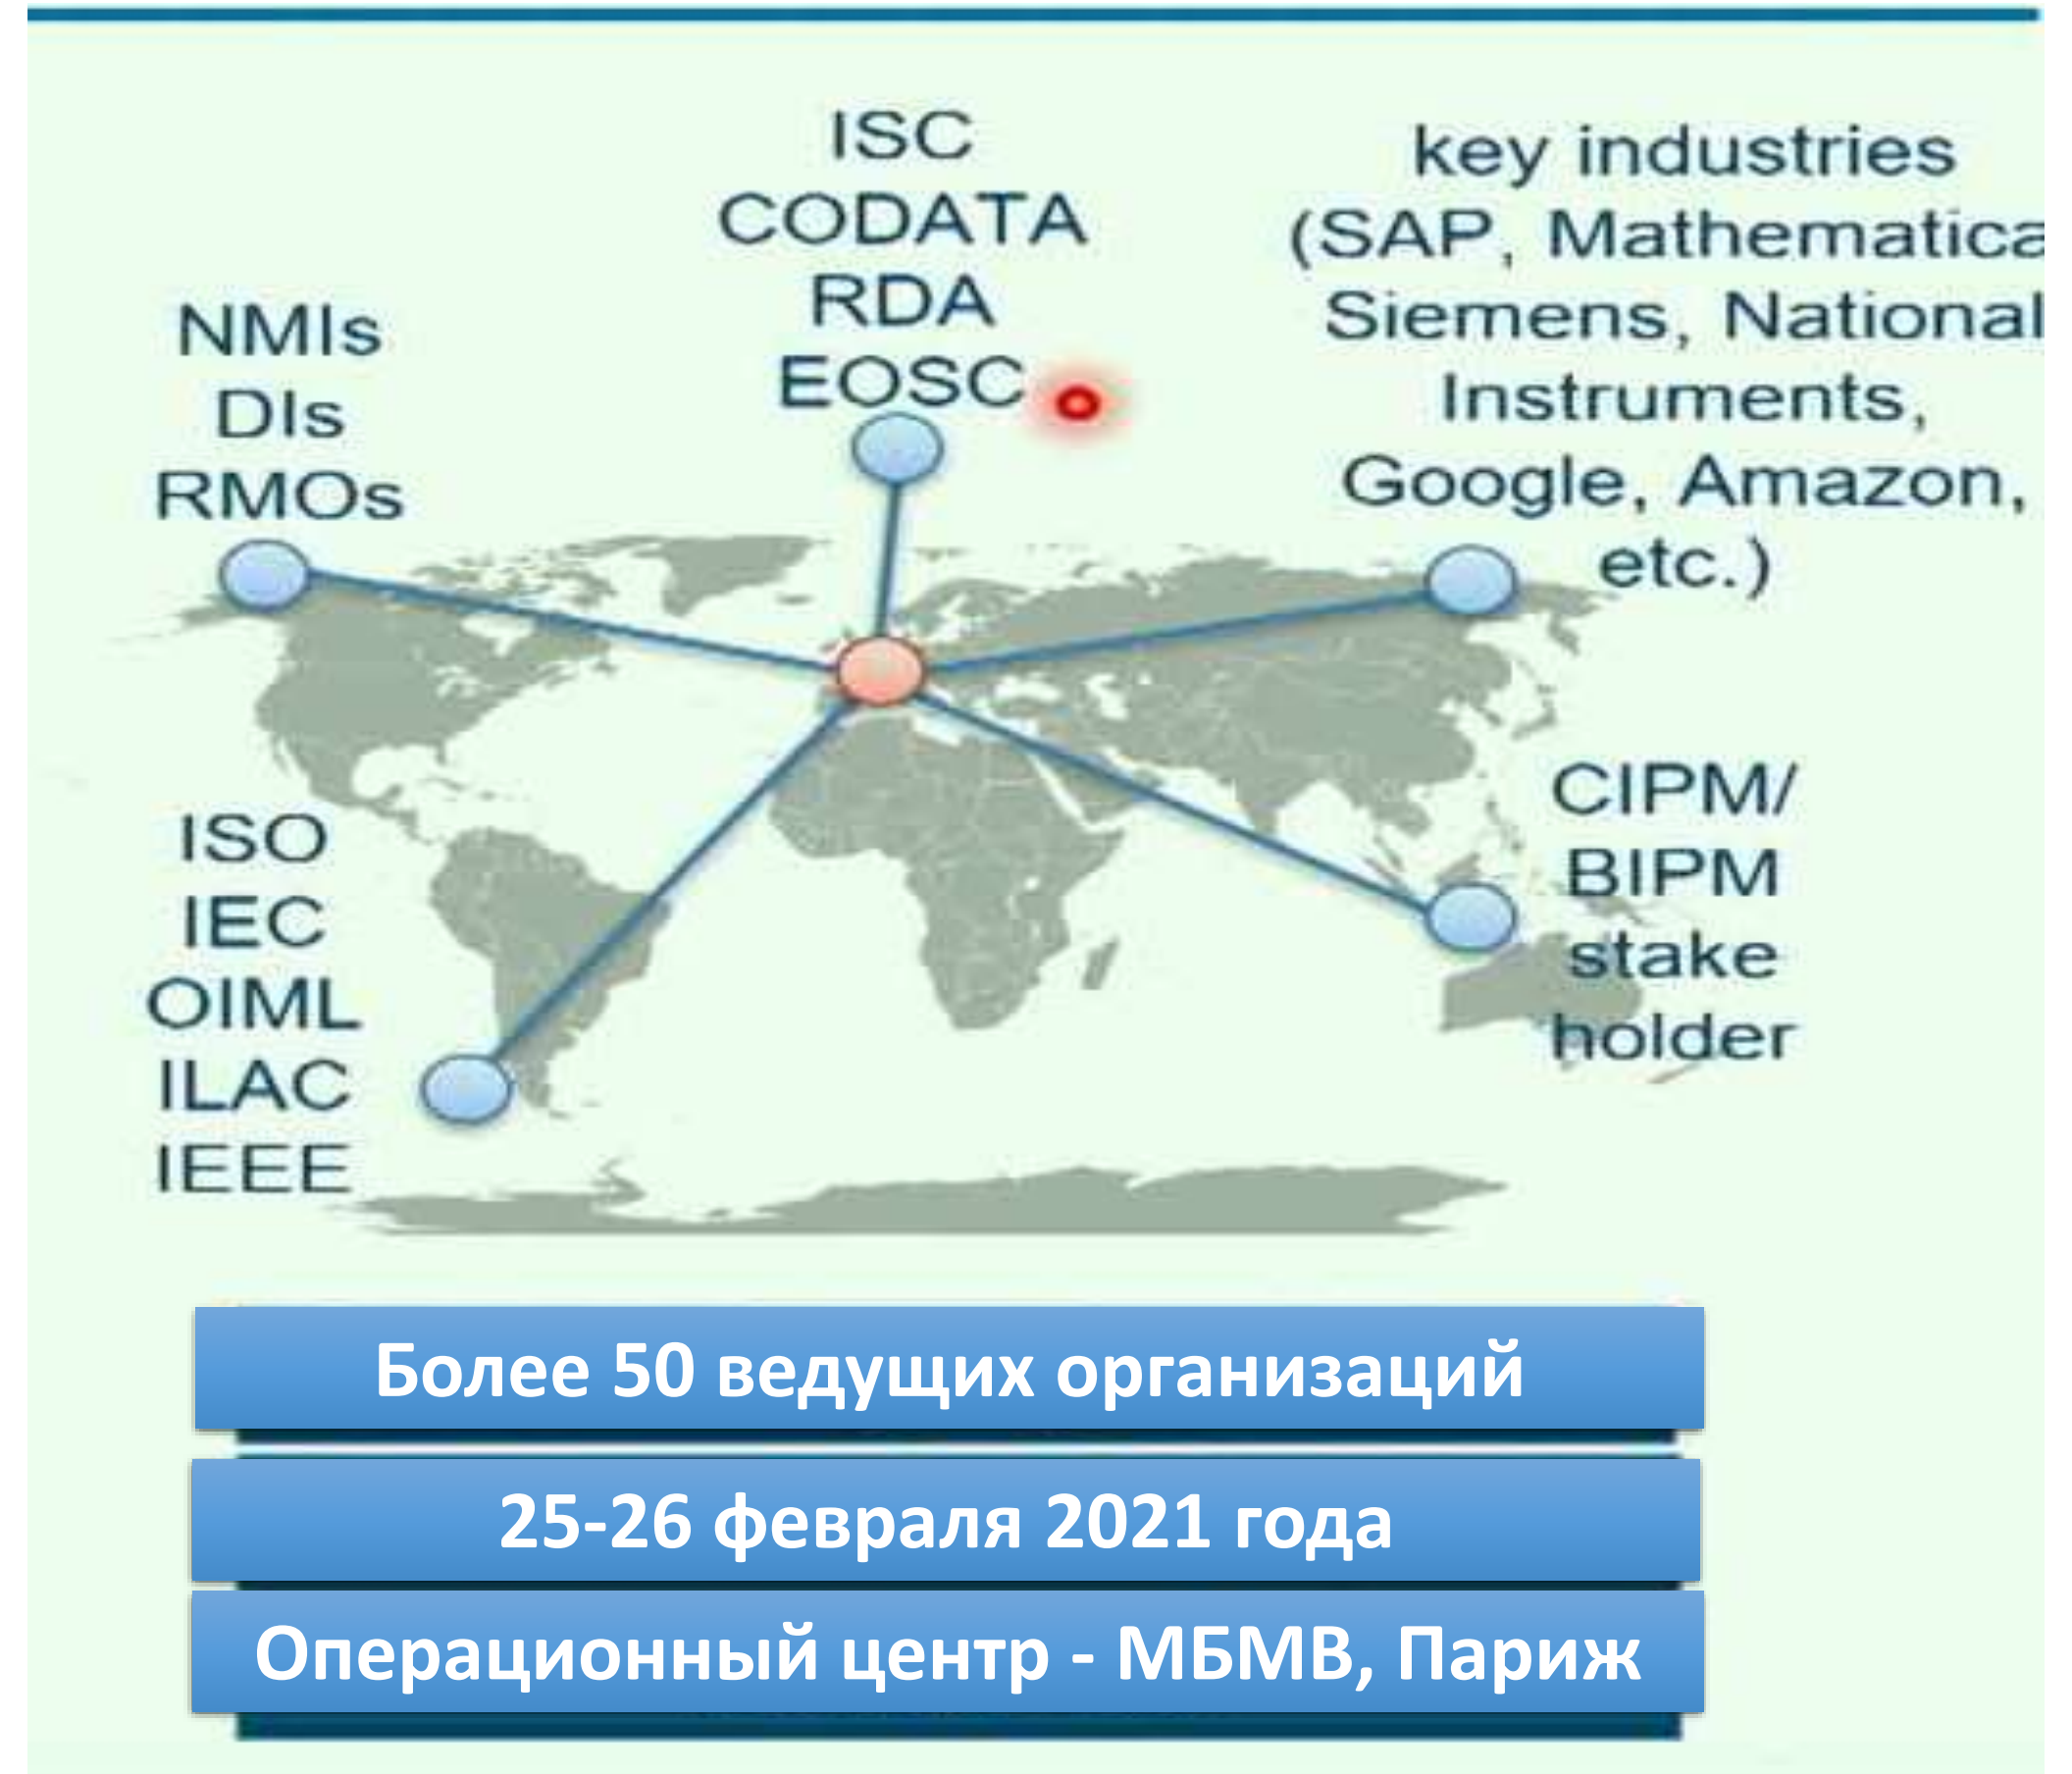 ISC
CODATA
RDA
EOSC
key industries
(SAP, Mathematica
Siemens, National
Instruments,
Google, Amazon,
etc.)
NMIs
DIs
RMOs
ISO
IEC
OIML
ILAC
IEEE
CIPM/
BIPM
stake
holder
Более 50 ведущих организаций
25-26 февраля 2021 года
Операционный центр - МБМВ, Париж